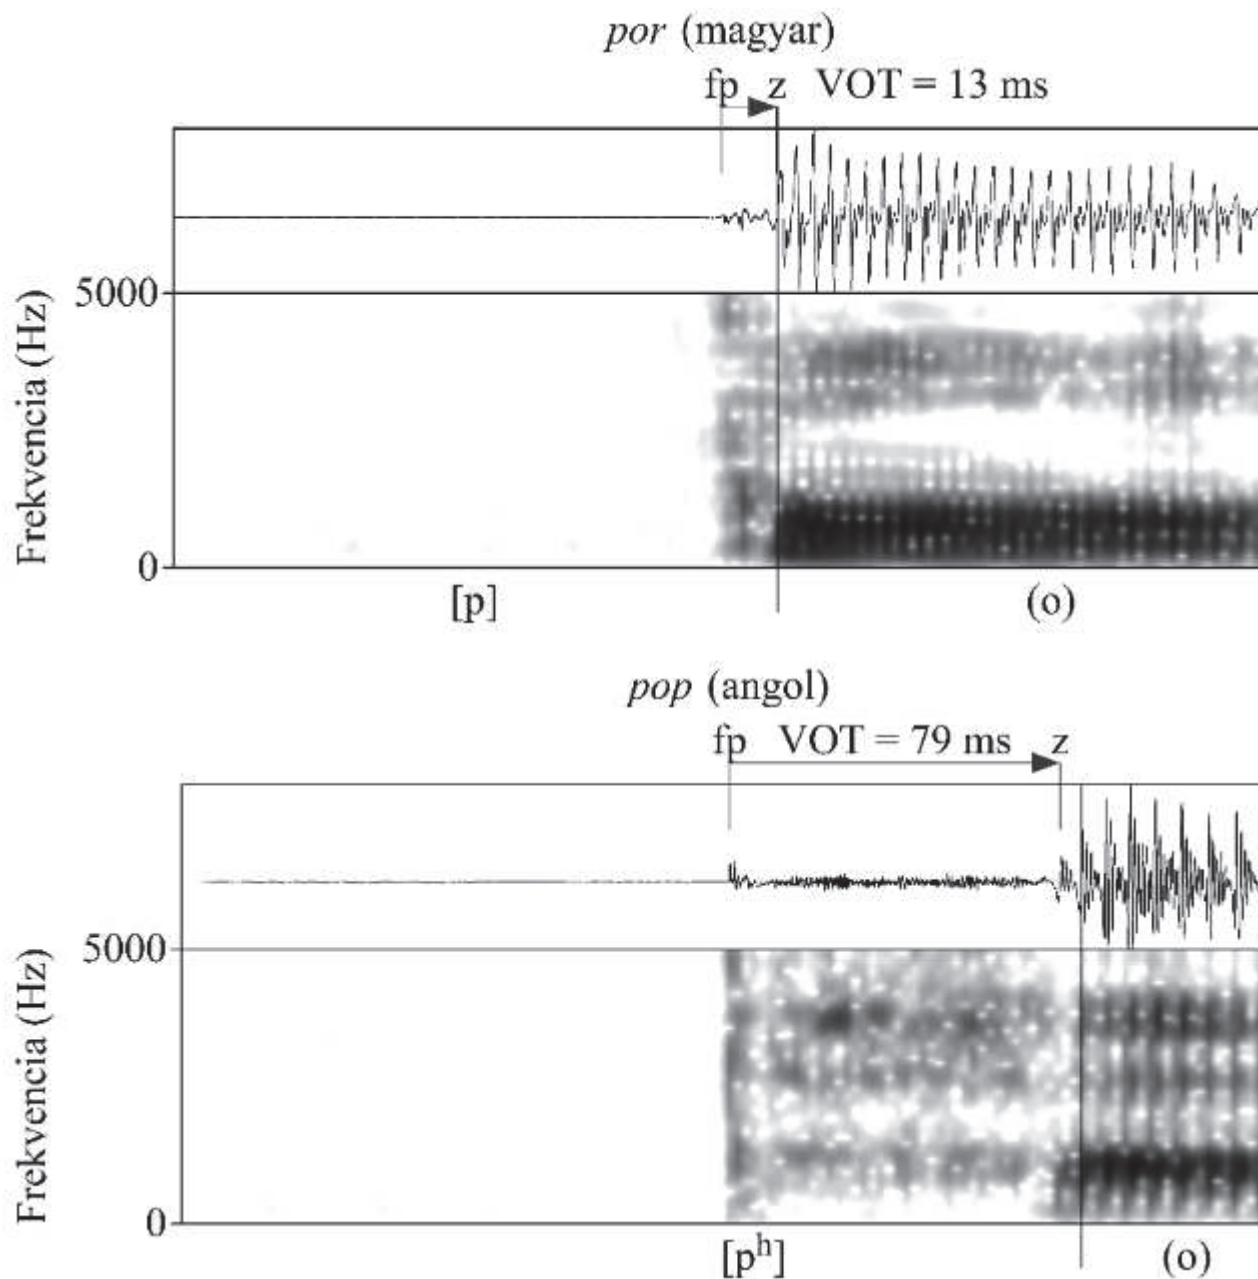 por (magyar)
fp z VOT = 13 ms
5000
Frekvencia (Hz)
0
[p] (o)
pop (angol)
fp VOT = 79 ms z
5000
Frekvencia (Hz)
0
[pʰ] (o)